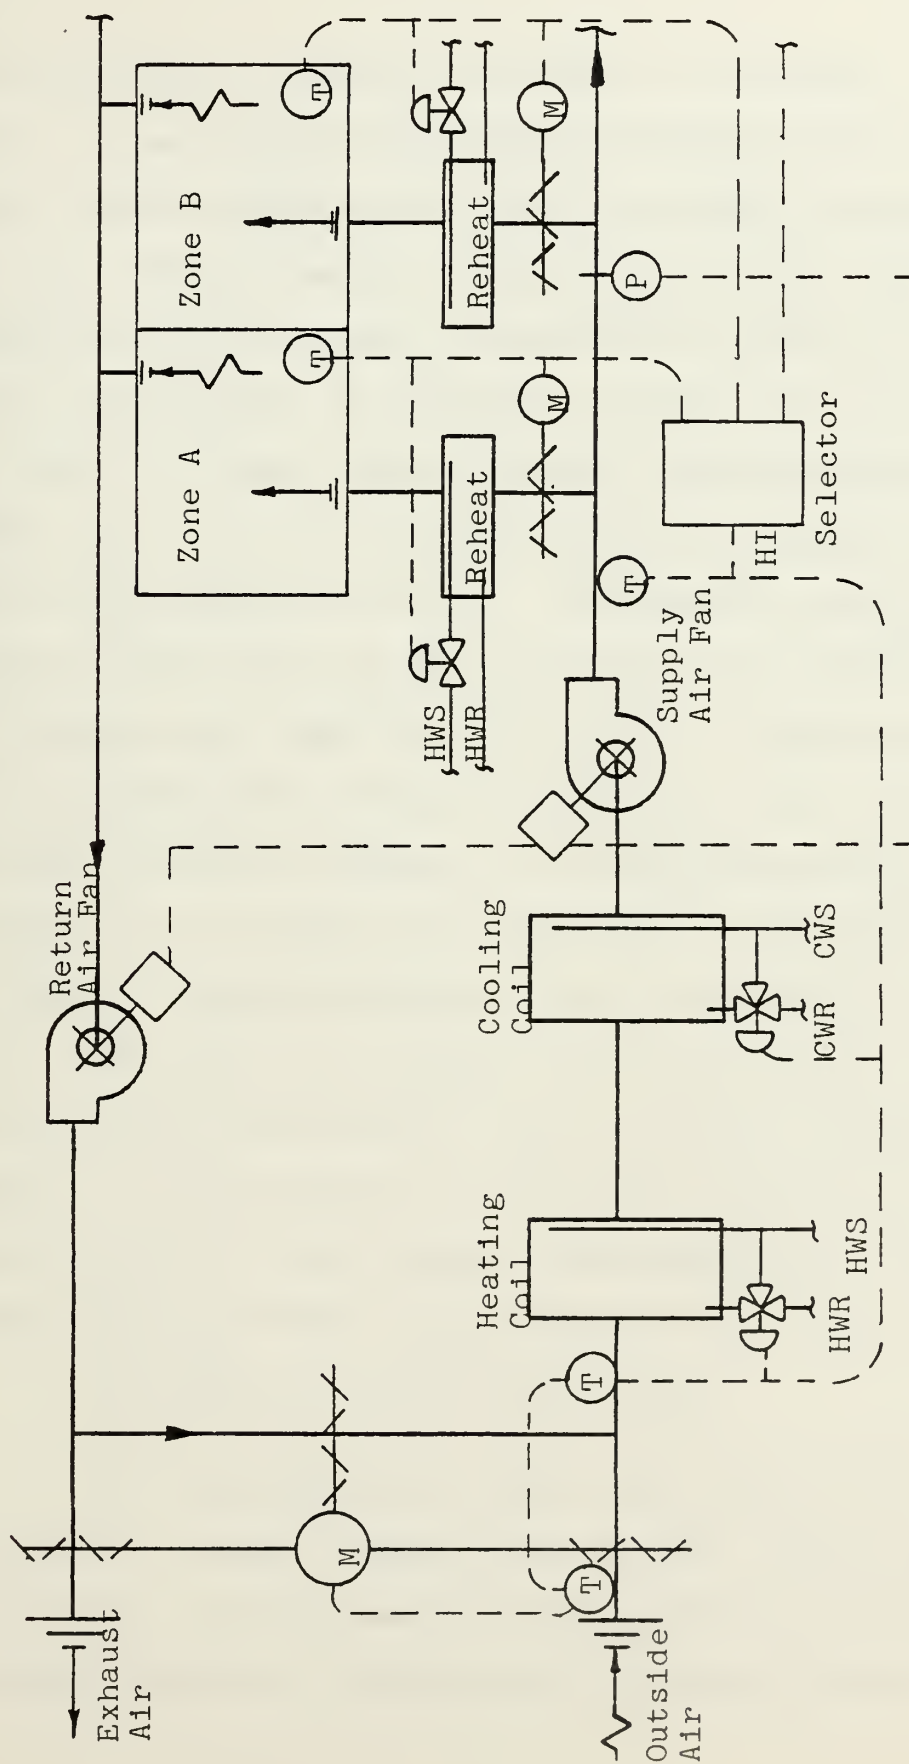 Exhaust
Air
Return
Air Fan
Zone A
Zone B
T
T
HWS
HWR
Reheat
Reheat
M
M
M
Outside
Air
T
T
Heating
Coil
HWR
HWS
Cooling
Coil
CWR
CWS
Supply
Air Fan
T
P
HI
Selector